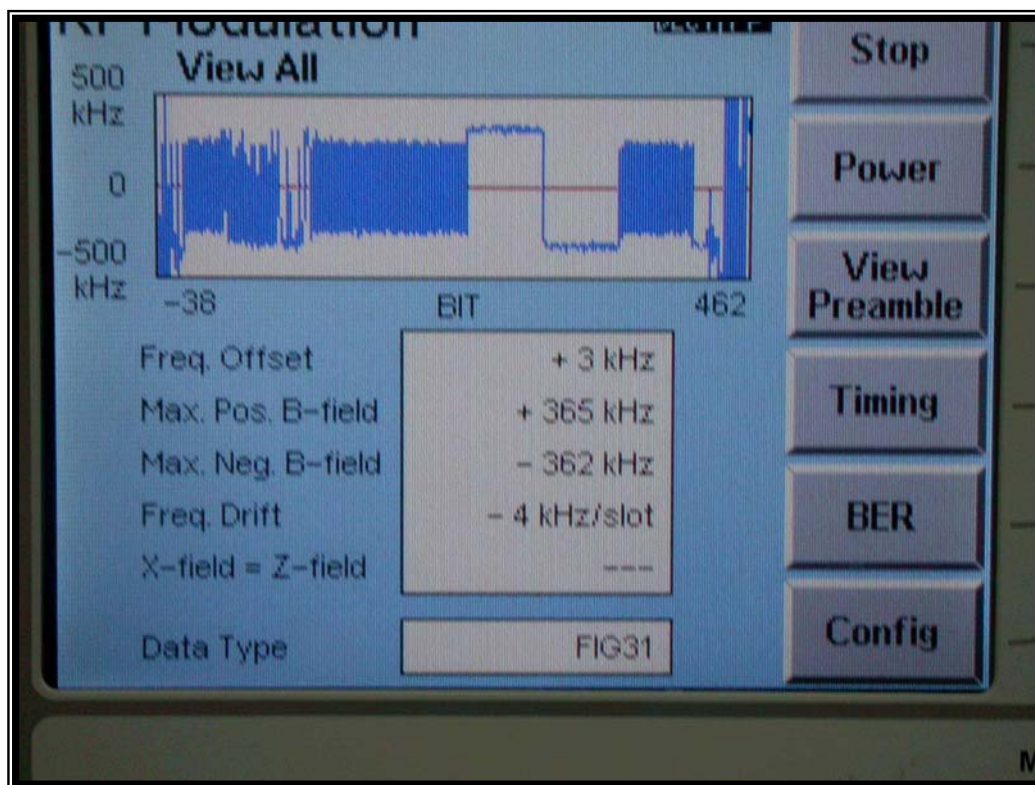 RF Modulation
View All
500
kHz
0
-500
kHz
-38
BIT
462
Freq. Offset
+ 3 kHz
Max. Pos. B-field
+ 365 kHz
Max. Neg. B-field
- 362 kHz
Freq. Drift
- 4 kHz/slot
X-field = Z-field
---
Data Type
FIG31
Stop
Power
View
Preamble
Timing
BER
Config